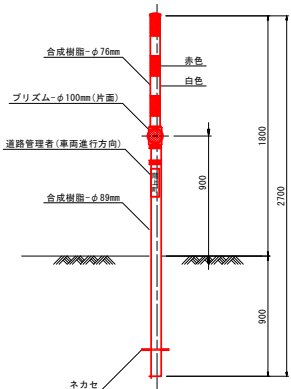 合成樹脂-φ76mm
赤色
白色
プリズム-φ100mm(片面)
道路管理者(車両進行方向)
合成樹脂-φ89mm
ネカセ
900
1800
2700
900